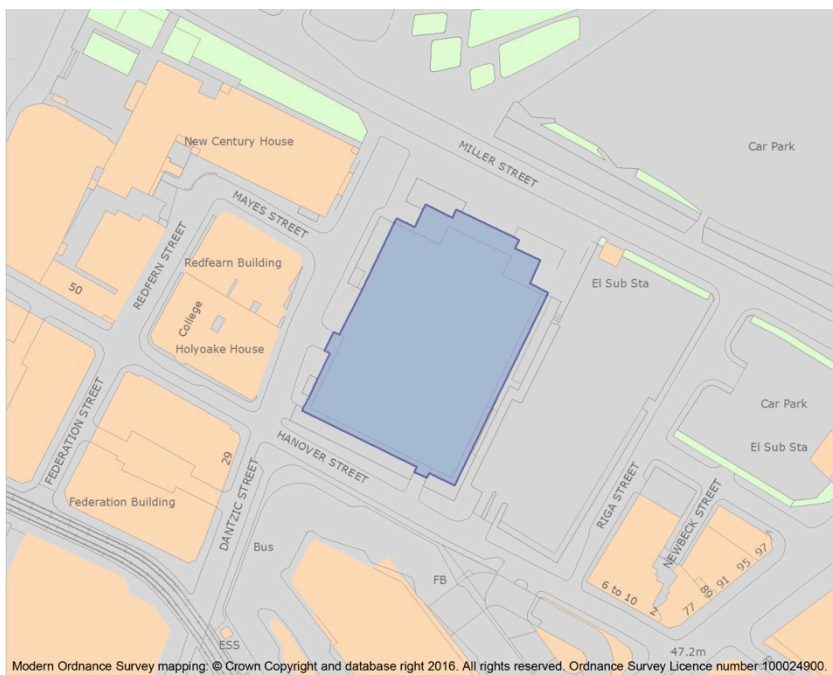 New Century House
MILLER STREET
Car Park
MAYES STREET
REDFERN STREET
Redfearn Building
50
College
Holyoake House
El Sub Sta
Car Park
El Sub Sta
FEDERATION STREET
29
HANOVER STREET
DANTZIC STREET
Federation Building
Bus
RIGA STREET
NEWBECK STREET
FB
6 to 10
2
77
89
91
95
97
ESS
47.2m
Modern Ordnance Survey mapping: © Crown Copyright and database right 2016. All rights reserved. Ordnance Survey Licence number 100024900.